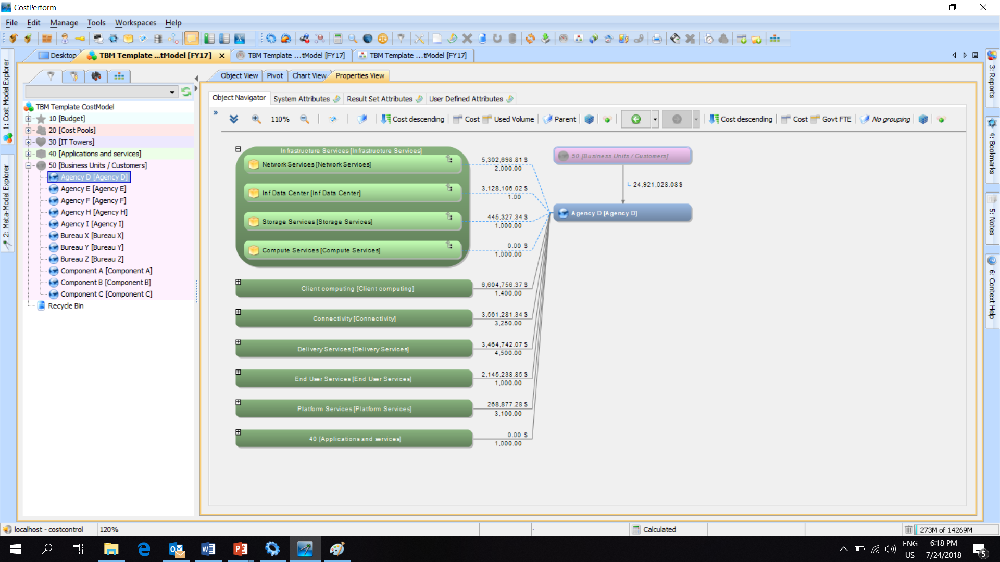 CostPerform
File Edit Manage Tools Workspaces Help
Desktop TBM Template ...tModel [FY17] TBM Template ...tModel [FY17] TBM Template ...tModel [FY17]
1: Cost Model Explorer
2: Meta-Model Explorer
TBM Template CostModel
10 [Budget]
20 [Cost Pools]
30 [IT Towers]
40 [Applications and services]
50 [Business Units / Customers]
Agency D [Agency D]
Agency E [Agency E]
Agency F [Agency F]
Agency H [Agency H]
Agency I [Agency I]
Bureau X [Bureau X]
Bureau Y [Bureau Y]
Bureau Z [Bureau Z]
Component A [Component A]
Component B [Component B]
Component C [Component C]
Recycle Bin
Object View Pivot Chart View Properties View
Object Navigator System Attributes Result Set Attributes User Defined Attributes
110% Cost descending Cost Used Volume Parent Cost descending Cost Govt FTE No grouping
Infrastructure Services [Infrastructure Services]
Network Services [Network Services]
5,302,698.81 $
2,000.00
Inf Data Center [Inf Data Center]
3,128,106.02 $
1.00
Storage Services [Storage Services]
445,327.34 $
1,000.00
Compute Services [Compute Services]
0.00 $
1,000.00
Client computing [Client computing]
6,604,756.37 $
1,400.00
Connectivity [Connectivity]
3,561,281.34 $
3,250.00
Delivery Services [Delivery Services]
3,464,742.07 $
4,500.00
End User Services [End User Services]
2,145,238.85 $
1,000.00
Platform Services [Platform Services]
268,877.28 $
3,100.00
40 [Applications and services]
0.00 $
1,000.00
50 [Business Units / Customers]
24,921,028.08 $
Agency D [Agency D]
3: Reports
4: Bookmarks
5: Notes
6: Context Help
localhost - costcontrol 120% Calculated 273M of 14269M
ENG
US
6:18 PM
7/24/2018
5